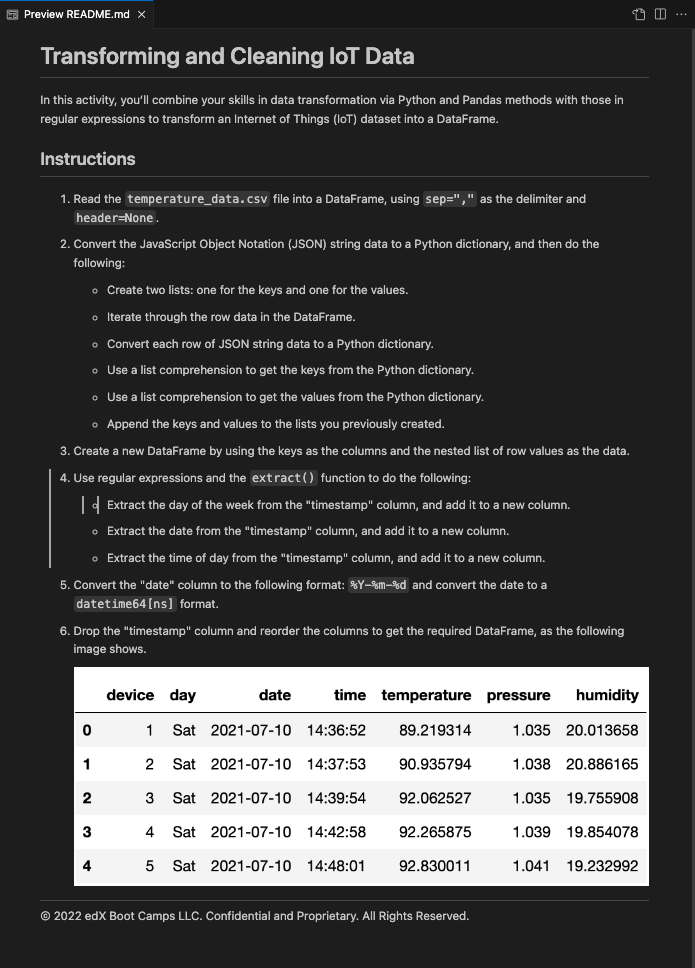 Preview README.md
Transforming and Cleaning IoT Data
In this activity, you'll combine your skills in data transformation via Python and Pandas methods with those in
regular expressions to transform an Internet of Things (IoT) dataset into a DataFrame.
Instructions
1. Read the temperature_data.csv file into a DataFrame, using sep="," as the delimiter and
header=None.
2. Convert the JavaScript Object Notation (JSON) string data to a Python dictionary, and then do the
following:
Create two lists: one for the keys and one for the values.
Iterate through the row data in the DataFrame.
Convert each row of JSON string data to a Python dictionary.
Use a list comprehension to get the keys from the Python dictionary.
Use a list comprehension to get the values from the Python dictionary.
Append the keys and values to the lists you previously created.
3. Create a new DataFrame by using the keys as the columns and the nested list of row values as the data.
4. Use regular expressions and the extract() function to do the following:
Extract the day of the week from the "timestamp" column, and add it to a new column.
Extract the date from the "timestamp" column, and add it to a new column.
Extract the time of day from the "timestamp" column, and add it to a new column.
5. Convert the "date" column to the following format: %Y-%m-%d and convert the date to a
datetime64[ns] format.
6. Drop the "timestamp" column and reorder the columns to get the required DataFrame, as the following
image shows.
device day date time temperature pressure humidity
0 1 Sat 2021-07-10 14:36:52 89.219314 1.035 20.013658
1 2 Sat 2021-07-10 14:37:53 90.935794 1.038 20.886165
2 3 Sat 2021-07-10 14:39:54 92.062527 1.035 19.755908
3 4 Sat 2021-07-10 14:42:58 92.265875 1.039 19.854078
4 5 Sat 2021-07-10 14:48:01 92.830011 1.041 19.232992
© 2022 edX Boot Camps LLC. Confidential and Proprietary. All Rights Reserved.